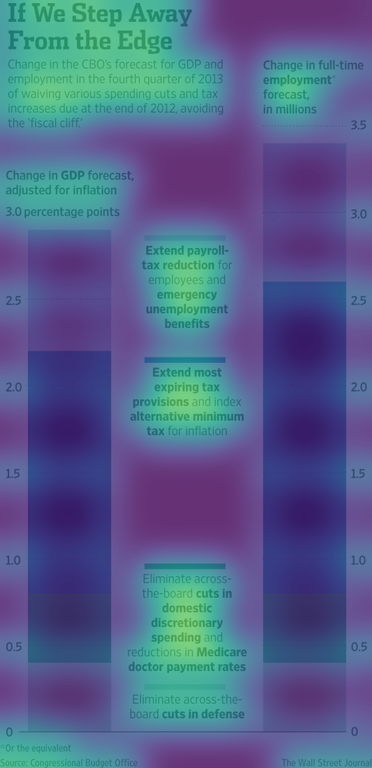 If We Step Away
From the Edge
Change in the CBO's forecast for GDP and
employment in the fourth quarter of 2013
of waiving various spending cuts and tax
increases due at the end of 2012, avoiding
the 'fiscal cliff.'
Change in full-time
employment*
forecast,
in millions
3.5
Change in GDP forecast,
adjusted for inflation
3.0 percentage points
3.0
Extend payroll-
tax reduction for
employees and
emergency
unemployment
benefits
2.5
2.5
Extend most
expiring tax
provisions and index
alternative minimum
tax for inflation
2.0
2.0
1.5
1.5
1.0
1.0
Eliminate across-
the-board cuts in
domestic
discretionary
spending and
reductions in Medicare
doctor payment rates
0.5
0.5
Eliminate across-the-
board cuts in defense
0
0
*Or the equivalent
Source: Congressional Budget Office
The Wall Street Journal